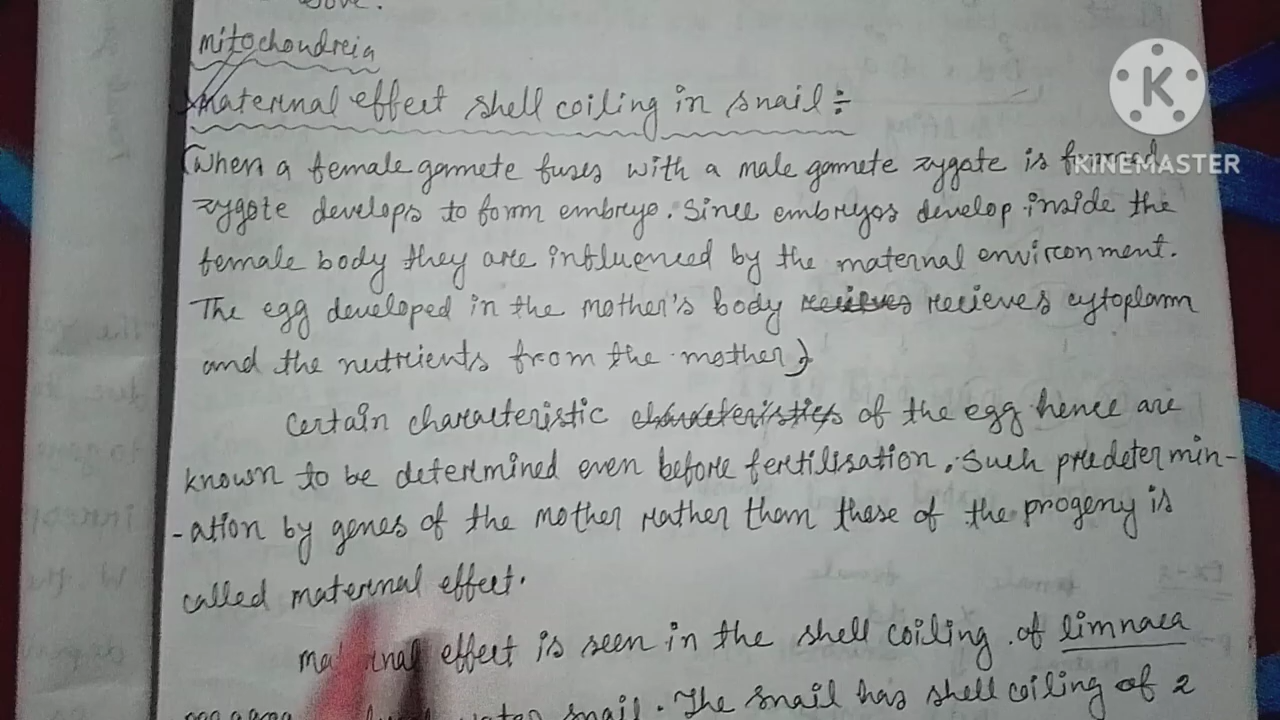 above.
mitochondreia
Maternal effect shell coiling in snail :
(When a female gamete fuses with a male gamete zygate is
zygote develops to form embryo. Since embryos develop inside the
female body they are influenced by the maternal environment.
The egg developed in the mother's body recieves recieves cytoplasm
and the nutrients from the mother)
Certain characteristic characteristics of the egg hence are
known to be determined even before fertilisation. Such predetermin-
-ation by genes of the mother rather than those of the progeny is
called maternal effect.
effect is seen in the shell coiling of limnaea
snail. The snail has shell coiling of 2
K
KINEMASTER